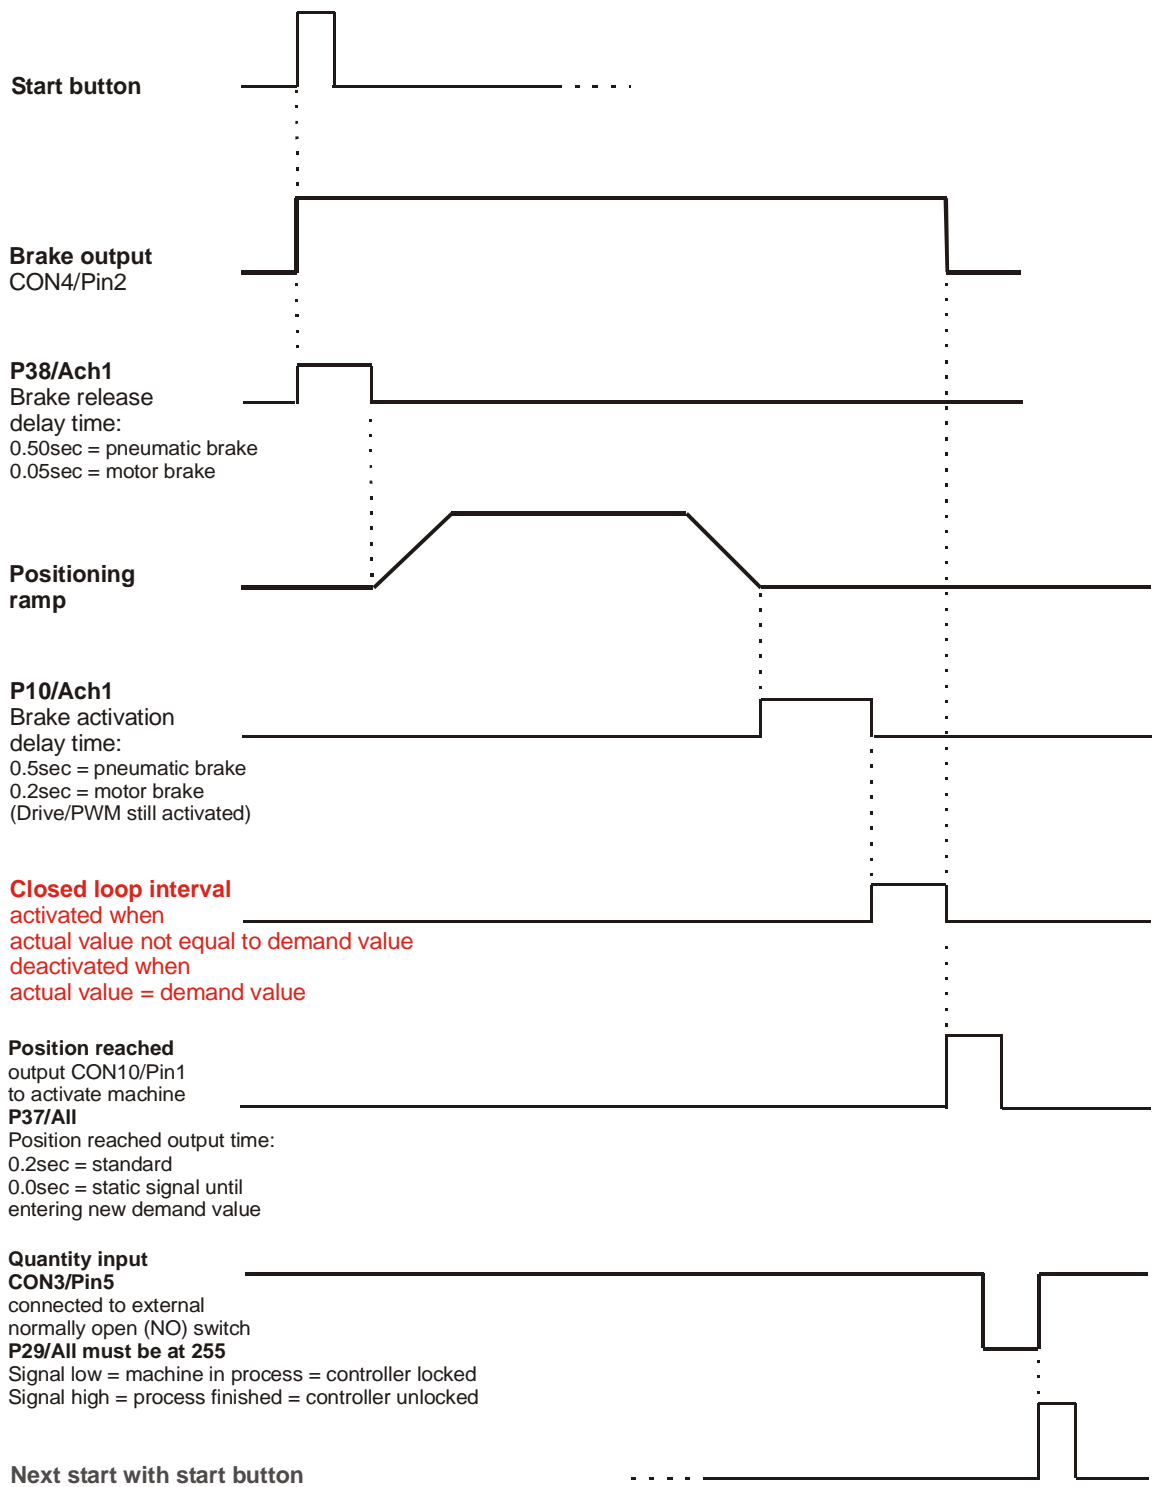 Start button
Brake output
CON4/Pin2
P38/Ach1
Brake release
delay time:
0.50sec = pneumatic brake
0.05sec = motor brake
Positioning
ramp
P10/Ach1
Brake activation
delay time:
0.5sec = pneumatic brake
0.2sec = motor brake
(Drive/PWM still activated)
Closed loop interval
activated when
actual value not equal to demand value
deactivated when
actual value = demand value
Position reached
output CON10/Pin1
to activate machine
P37/All
Position reached output time:
0.2sec = standard
0.0sec = static signal until
entering new demand value
Quantity input
CON3/Pin5
connected to external
normally open (NO) switch
P29/All must be at 255
Signal low = machine in process = controller locked
Signal high = process finished = controller unlocked
Next start with start button